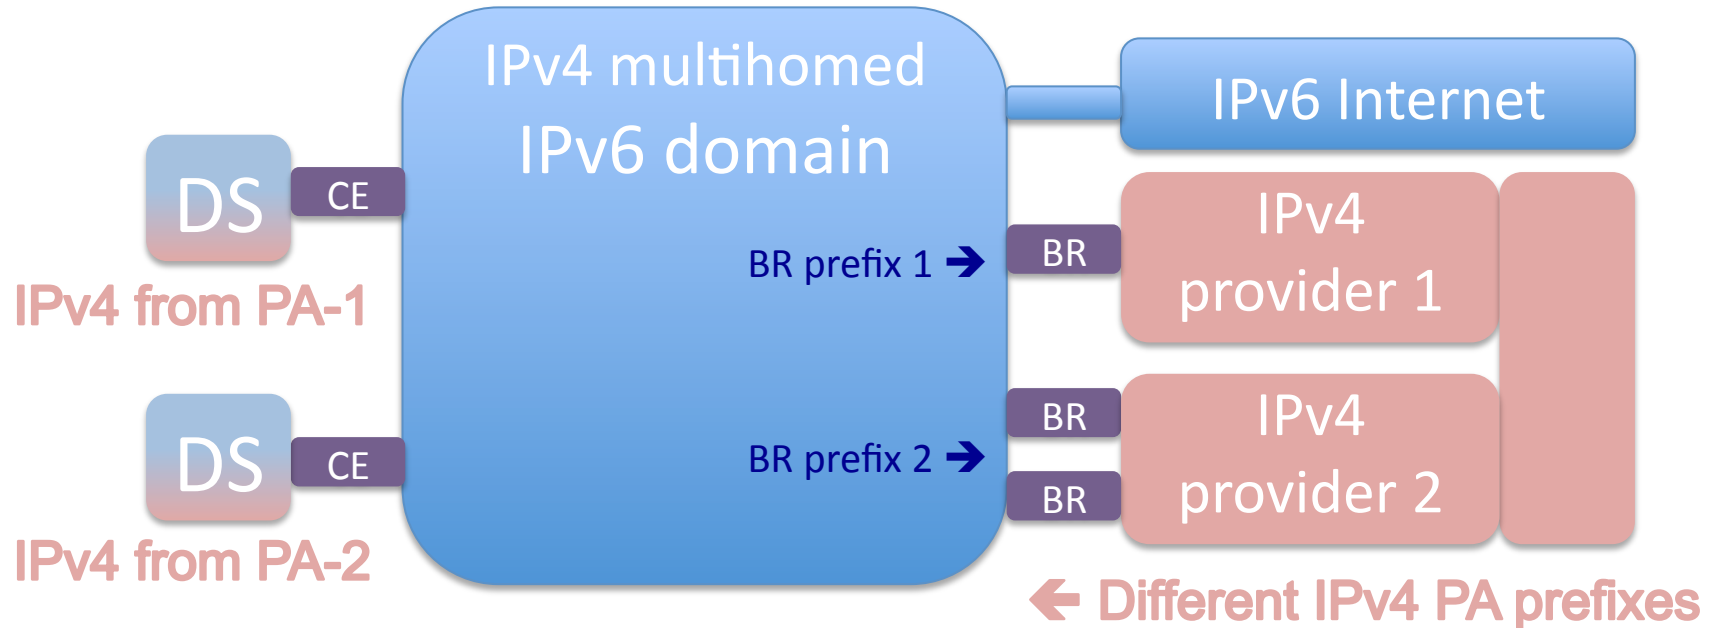 IPv4 multihomed
IPv6 domain
IPv6 Internet
DS
CE
IPv4 from PA-1
BR prefix 1 ➔
BR
IPv4
provider 1
DS
CE
IPv4 from PA-2
BR prefix 2 ➔
BR
BR
IPv4
provider 2
← Different IPv4 PA prefixes